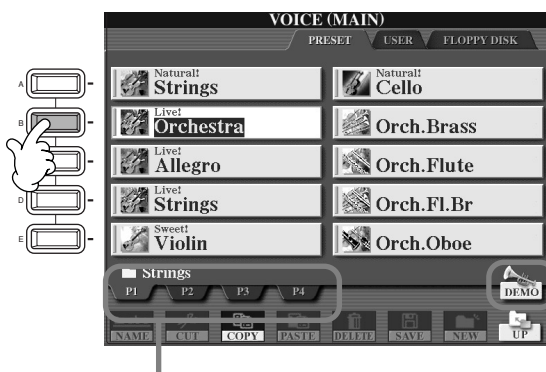 VOICE (MAIN)
PRESET USER FLOPPY DISK
A
Natural!
Strings
Natural!
Cello
B
Live!
Orchestra
Orch.Brass
Live!
Allegro
Orch.Flute
D
Live!
Strings
Orch.Fl.Br
E
Sweet!
Violin
Orch.Oboe
Strings
P1 P2 P3 P4
DEMO
NAME CUT COPY PASTE DELETE SAVE NEW UP